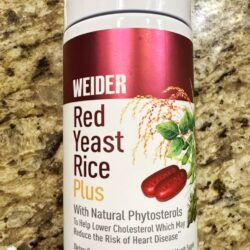 WEIDER
Red
Yeast
Rice
Plus
With Natural Phytosterols
To Help Lower Cholesterol Which May
Reduce the Risk of Heart Disease